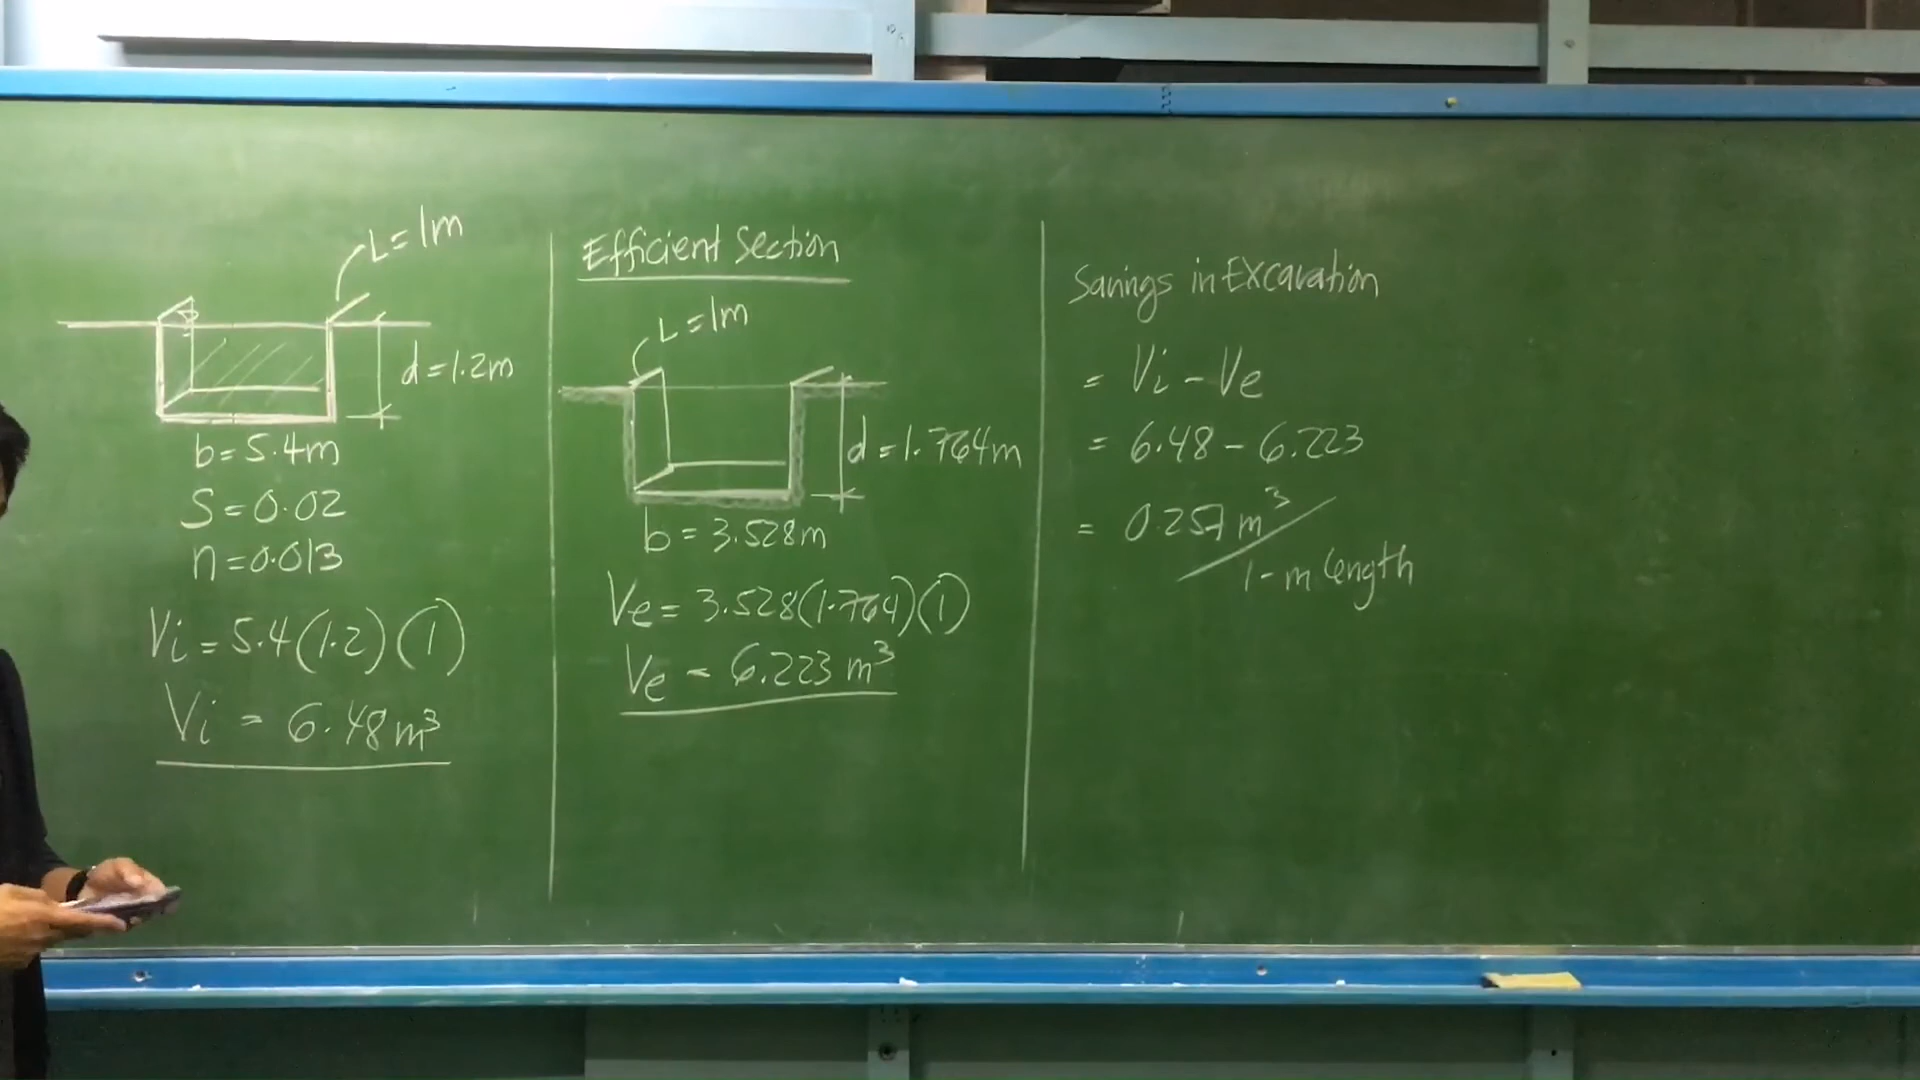 L = 1m
d = 1.2m
b = 5.4m
S = 0.02
n = 0.013
Vi = 5.4(1.2)(1)
Vi = 6.48 m³
Efficient Section
L = 1m
d = 1.764m
b = 3.528m
Ve = 3.528(1.764)(1)
Ve = 6.223 m³
Savings in Excavation
= Vi - Ve
= 6.48 - 6.223
= 0.257 m³/
1-m length